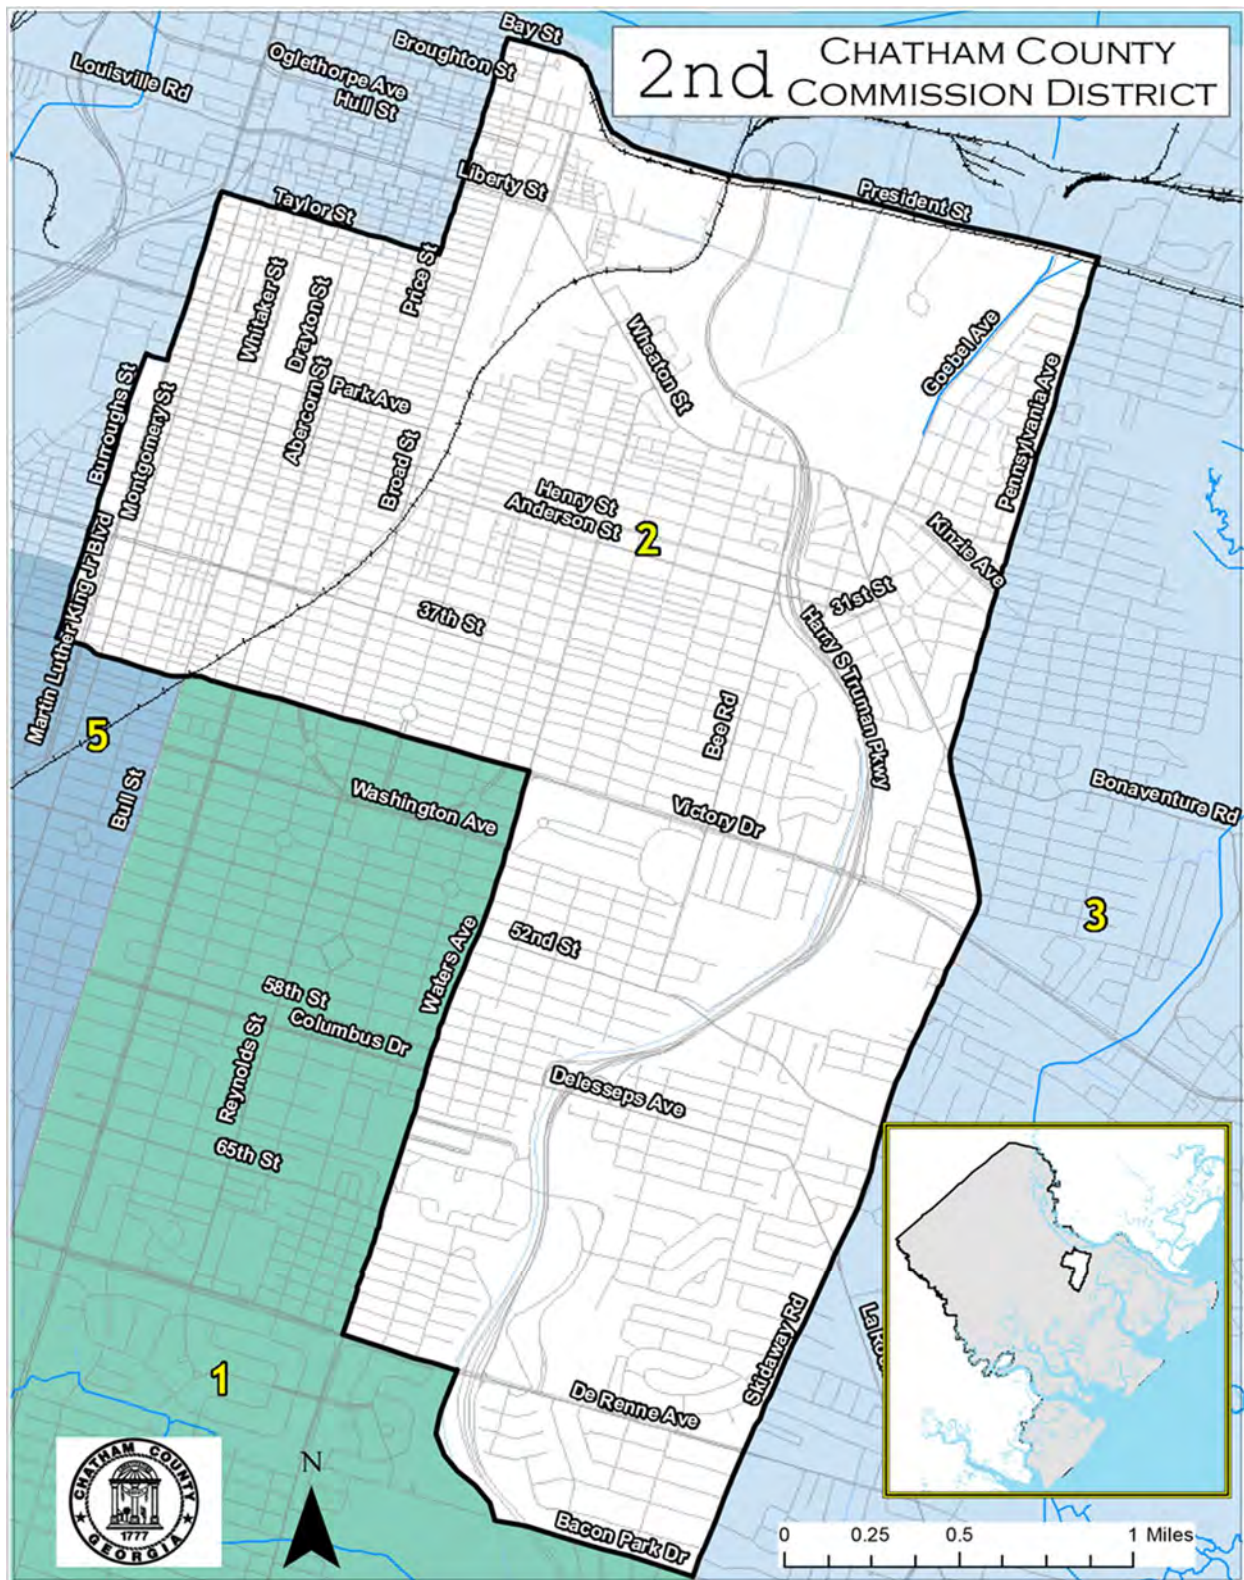 Bay St
Broughton St
2nd
CHATHAM COUNTY
COMMISSION DISTRICT
Oglethorpe Ave
Hull St
Louisville Rd
Liberty St
President St
Taylor St
Price St
Whitaker St
Drayton St
Abercorn St
Park Ave
Wheaton St
Goebel Ave
Pennsylvania Ave
Burroughs St
Montgomery St
Broad St
Henry St
Anderson St
2
Kinzie Ave
31st St
37th St
Martin Luther King Jr Blvd
Harry S Truman Pkwy
5
Bee Rd
Bull St
Washington Ave
Victory Dr
Bonaventure Rd
3
52nd St
Waters Ave
58th St
Columbus Dr
Reynolds St
65th St
Delesseps Ave
La
Skidaway Rd
1
De Renne Ave
Bacon Park Dr
CHATHAM COUNTY
1777
GEORGIA
N
0 0.25 0.5 1 Miles